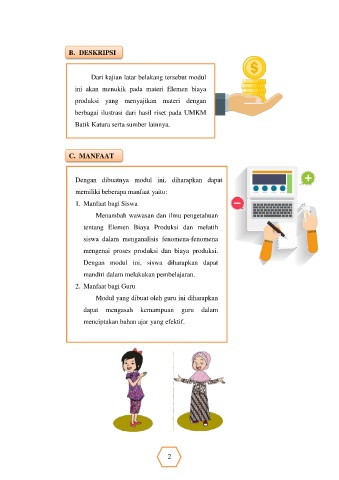 B. DESKRIPSI
Dari kajian latar belakang tersebut modul
ini akan menukik pada materi Elemen biaya
produksi yang menyajikan materi dengan
berbagai ilustrasi dari hasil riset pada UMKM
Batik Katura serta sumber lainnya.
C. MANFAAT
Dengan dibuatnya modul ini, diharapkan dapat
memiliki beberapa manfaat yaitu:
1. Manfaat bagi Siswa
Menambah wawasan dan ilmu pengetahuan
tentang Elemen Biaya Produksi dan melatih
siswa dalam menganalisis fenomena-fenomena
mengenai proses produksi dan biaya produksi.
Dengan modul ini, siswa diharapkan dapat
mandiri dalam melakukan pembelajaran.
2. Manfaat bagi Guru
Modul yang dibuat oleh guru ini diharapkan
dapat mengasah kemampuan guru dalam
menciptakan bahan ajar yang efektif.
2